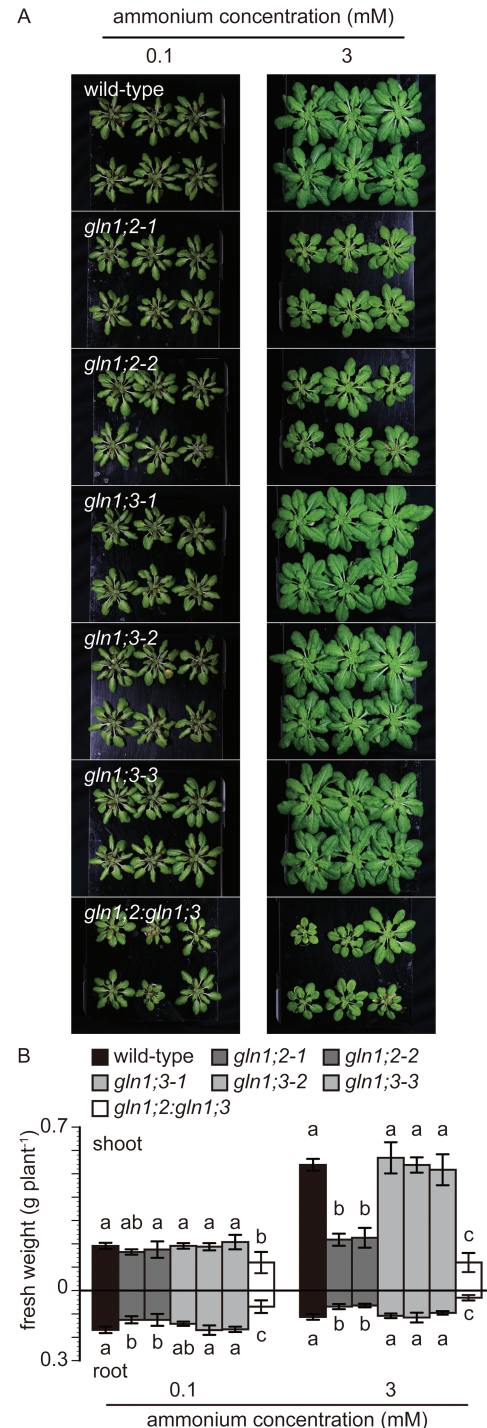 A
ammonium concentration (mM)
0.1 3
wild-type
gln1;2-1
gln1;2-2
gln1;3-1
gln1;3-2
gln1;3-3
gln1;2:gln1;3
B
wild-type gln1;2-1 gln1;2-2
gln1;3-1 gln1;3-2 gln1;3-3
gln1;2:gln1;3
fresh weight (g plant⁻¹)
0.7
0
0.3
shoot
a ab a a a a b
a b b a a a c
a b b ab a a c
a b b a a a c
root
0.1 3
ammonium concentration (mM)